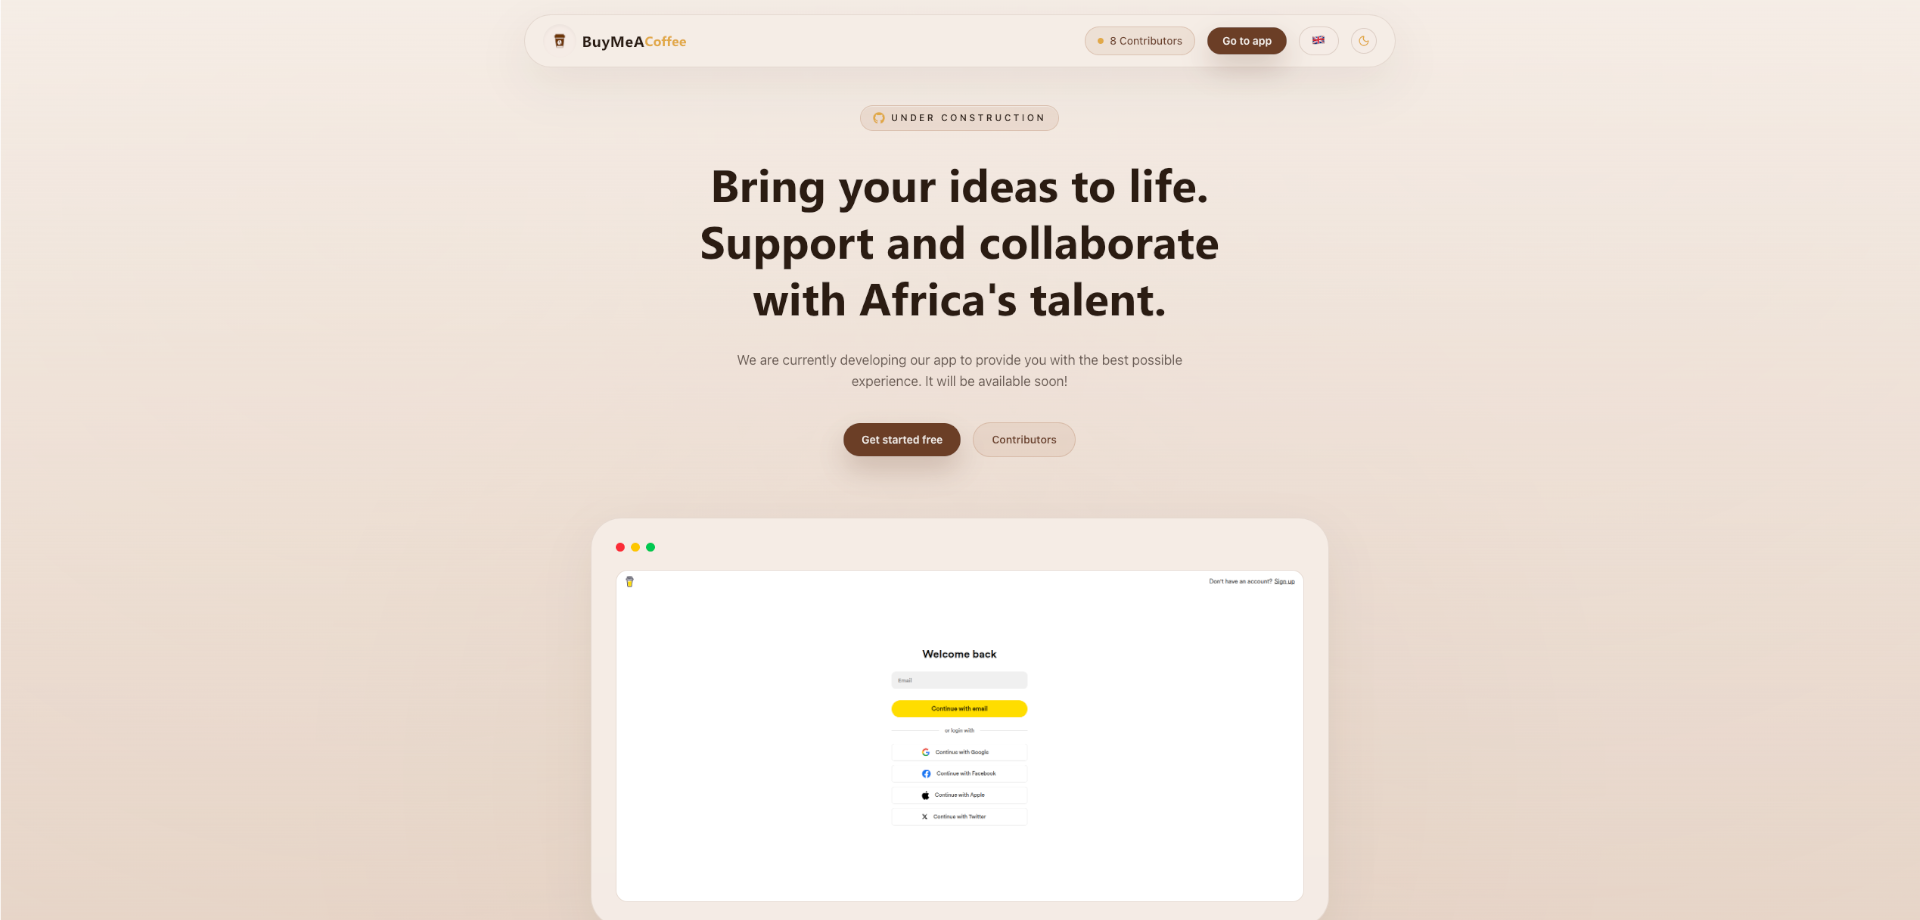 BuyMeACoffee
8 Contributors
Go to app
UNDER CONSTRUCTION
Bring your ideas to life.
Support and collaborate
with Africa's talent.
We are currently developing our app to provide you with the best possible
experience. It will be available soon!
Get started free
Contributors
Don't have an account? Sign up
Welcome back
Email
Continue with email
or login with
Continue with Google
Continue with Facebook
Continue with Apple
Continue with Twitter